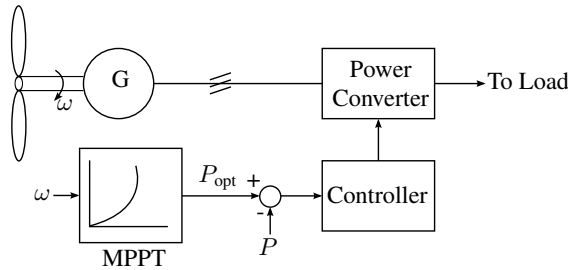 G
ω
Power
Converter
To Load
ω
MPPT
P_opt
+
-
P
Controller